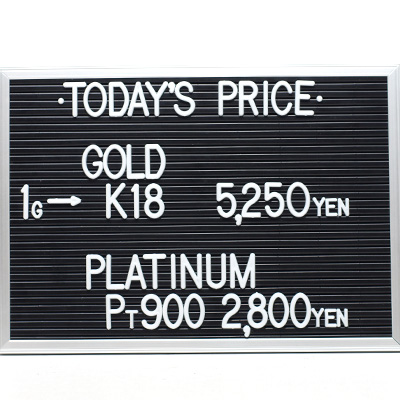 ·TODAY'S PRICE·
GOLD
1G→ K18 5,250YEN
PLATINUM
PT900 2,800YEN